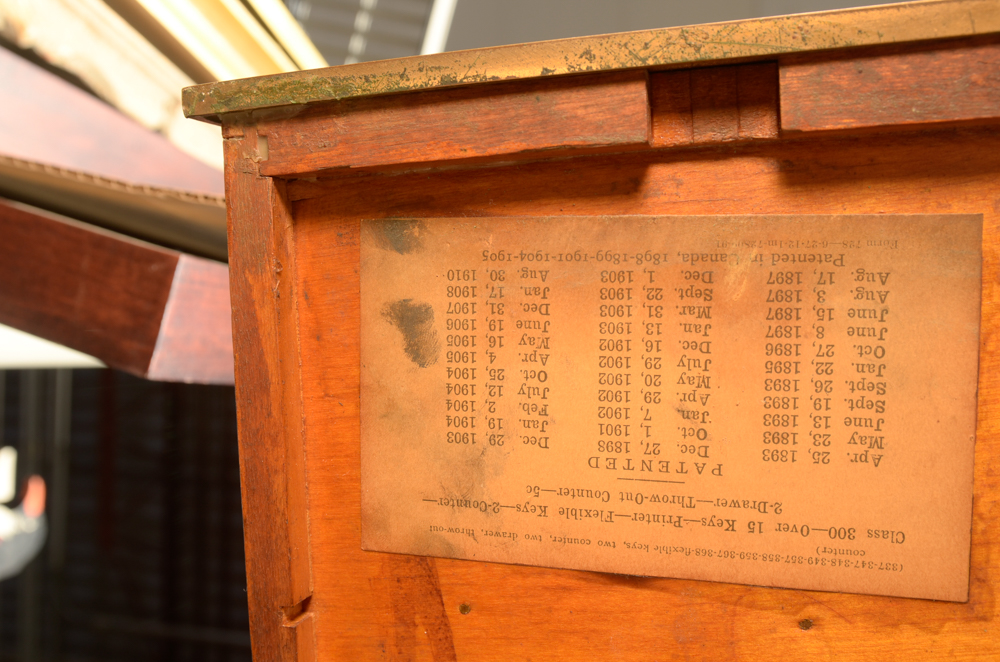 (337-347-348-349-357-358-359-367-368-flexible keys, two counter, two drawer, throw-out
counter)
Class 300—Over 15 Keys—Printer—Flexible Keys—2-Counter—
2-Drawer—Throw-Out Counter—5c
PATENTED
Apr. 25, 1893 Dec. 27, 1898 Dec. 29, 1903
May 23, 1893 Oct. 1, 1901 Jan. 19, 1904
June 13, 1893 Jan. 7, 1902 Feb. 2, 1904
Sept. 19, 1893 Apr. 29, 1902 July 12, 1904
Sept. 26, 1893 May 20, 1902 Oct. 25, 1904
Jan. 22, 1895 July 29, 1902 Apr. 4, 1905
Oct. 27, 1896 Dec. 16, 1902 May 16, 1905
June 8, 1897 Jan. 13, 1903 June 19, 1906
June 15, 1897 Mar. 31, 1903 Dec. 31, 1907
Aug. 3, 1897 Sept. 22, 1903 Jan. 17, 1908
Aug. 17, 1897 Dec. 1, 1903 Aug. 30, 1910
Patented in Canada, 1898-1899-1901-1904-1905
Form